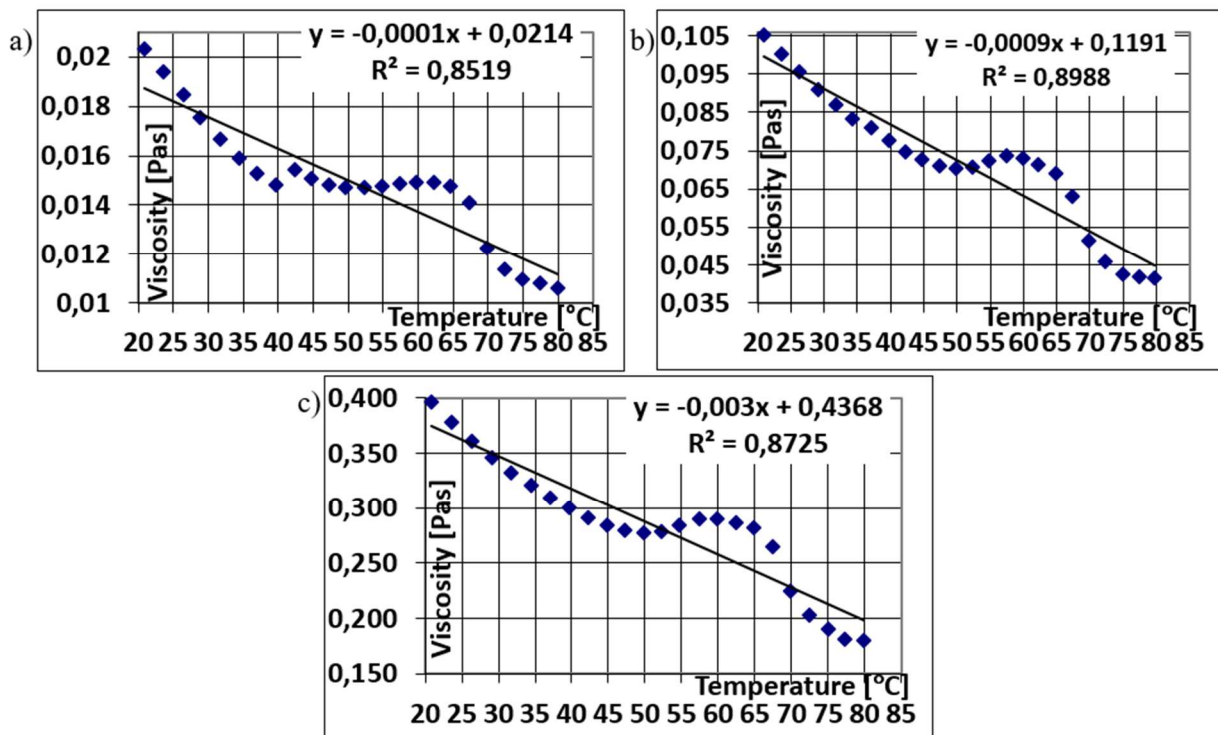 a)
y = -0,0001x + 0,0214
R² = 0,8519
0,02
0,018
0,016
0,014
0,012
0,01
Viscosity [Pas]
Temperature [°C]
20 25 30 35 40 45 50 55 60 65 70 75 80 85
b)
y = -0,0009x + 0,1191
R² = 0,8988
0,105
0,095
0,085
0,075
0,065
0,055
0,045
0,035
Viscosity [Pas]
Temperature [°C]
20 25 30 35 40 45 50 55 60 65 70 75 80 85
c)
y = -0,003x + 0,4368
R² = 0,8725
0,400
0,350
0,300
0,250
0,200
0,150
Viscosity [Pas]
Temperature [°C]
20 25 30 35 40 45 50 55 60 65 70 75 80 85